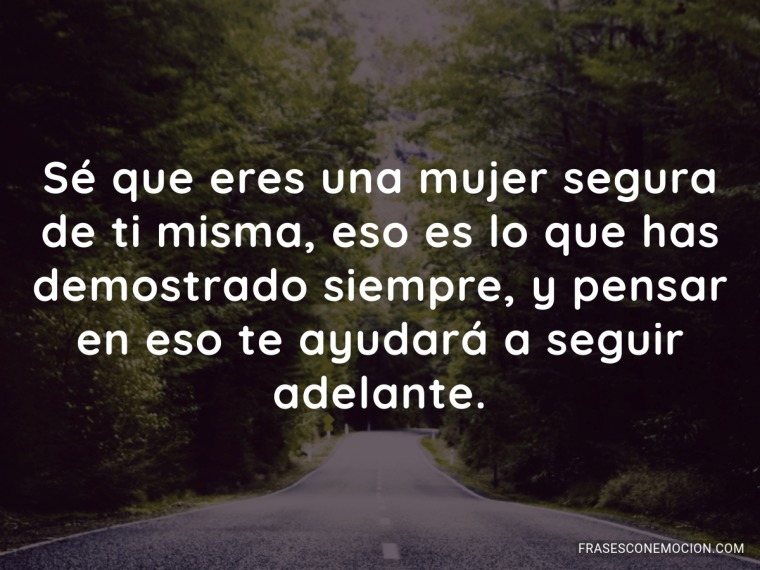 Sé que eres una mujer segura
de ti misma, eso es lo que has
demostrado siempre, y pensar
en eso te ayudará a seguir
adelante.
FRASESCONEMOCION.COM